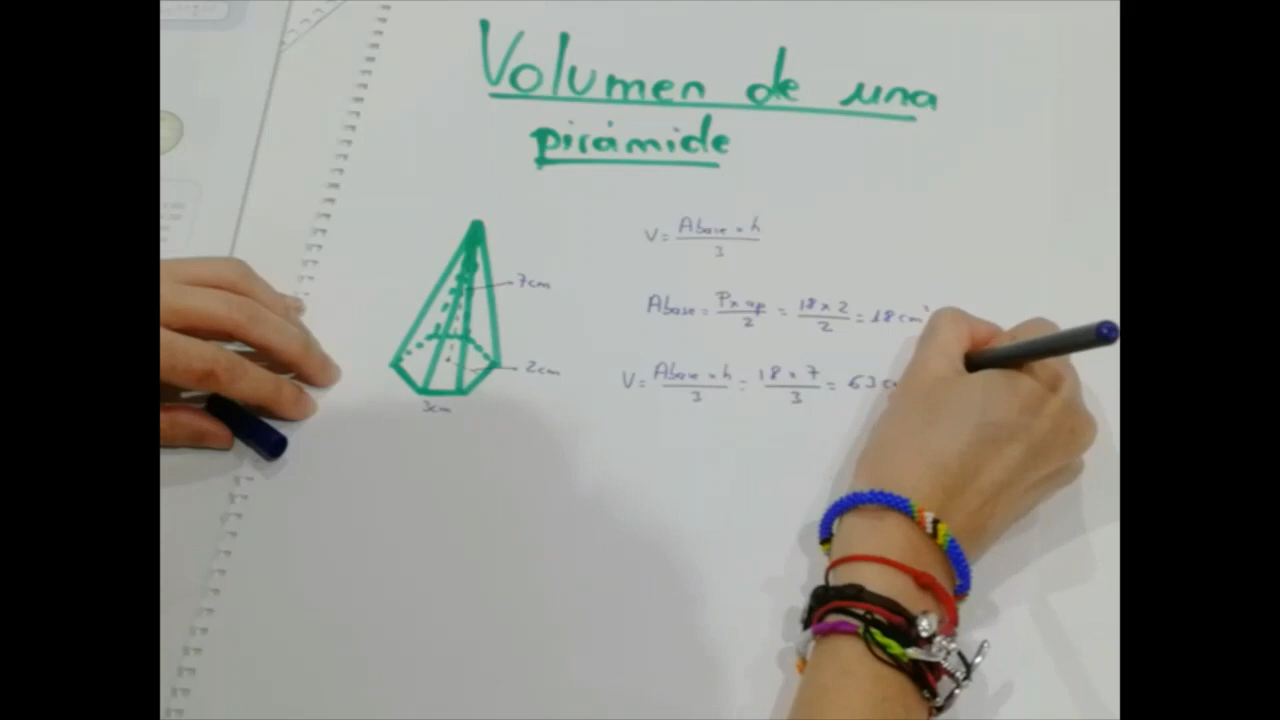 Volumen de una
pirámide
V = Abase × h / 3
7cm
Abase = P × ap / 2 = 18 × 2 / 2 = 18 cm²
2cm
V = Abase × h / 3 = 18 × 7 / 3 = 63 c
3cm